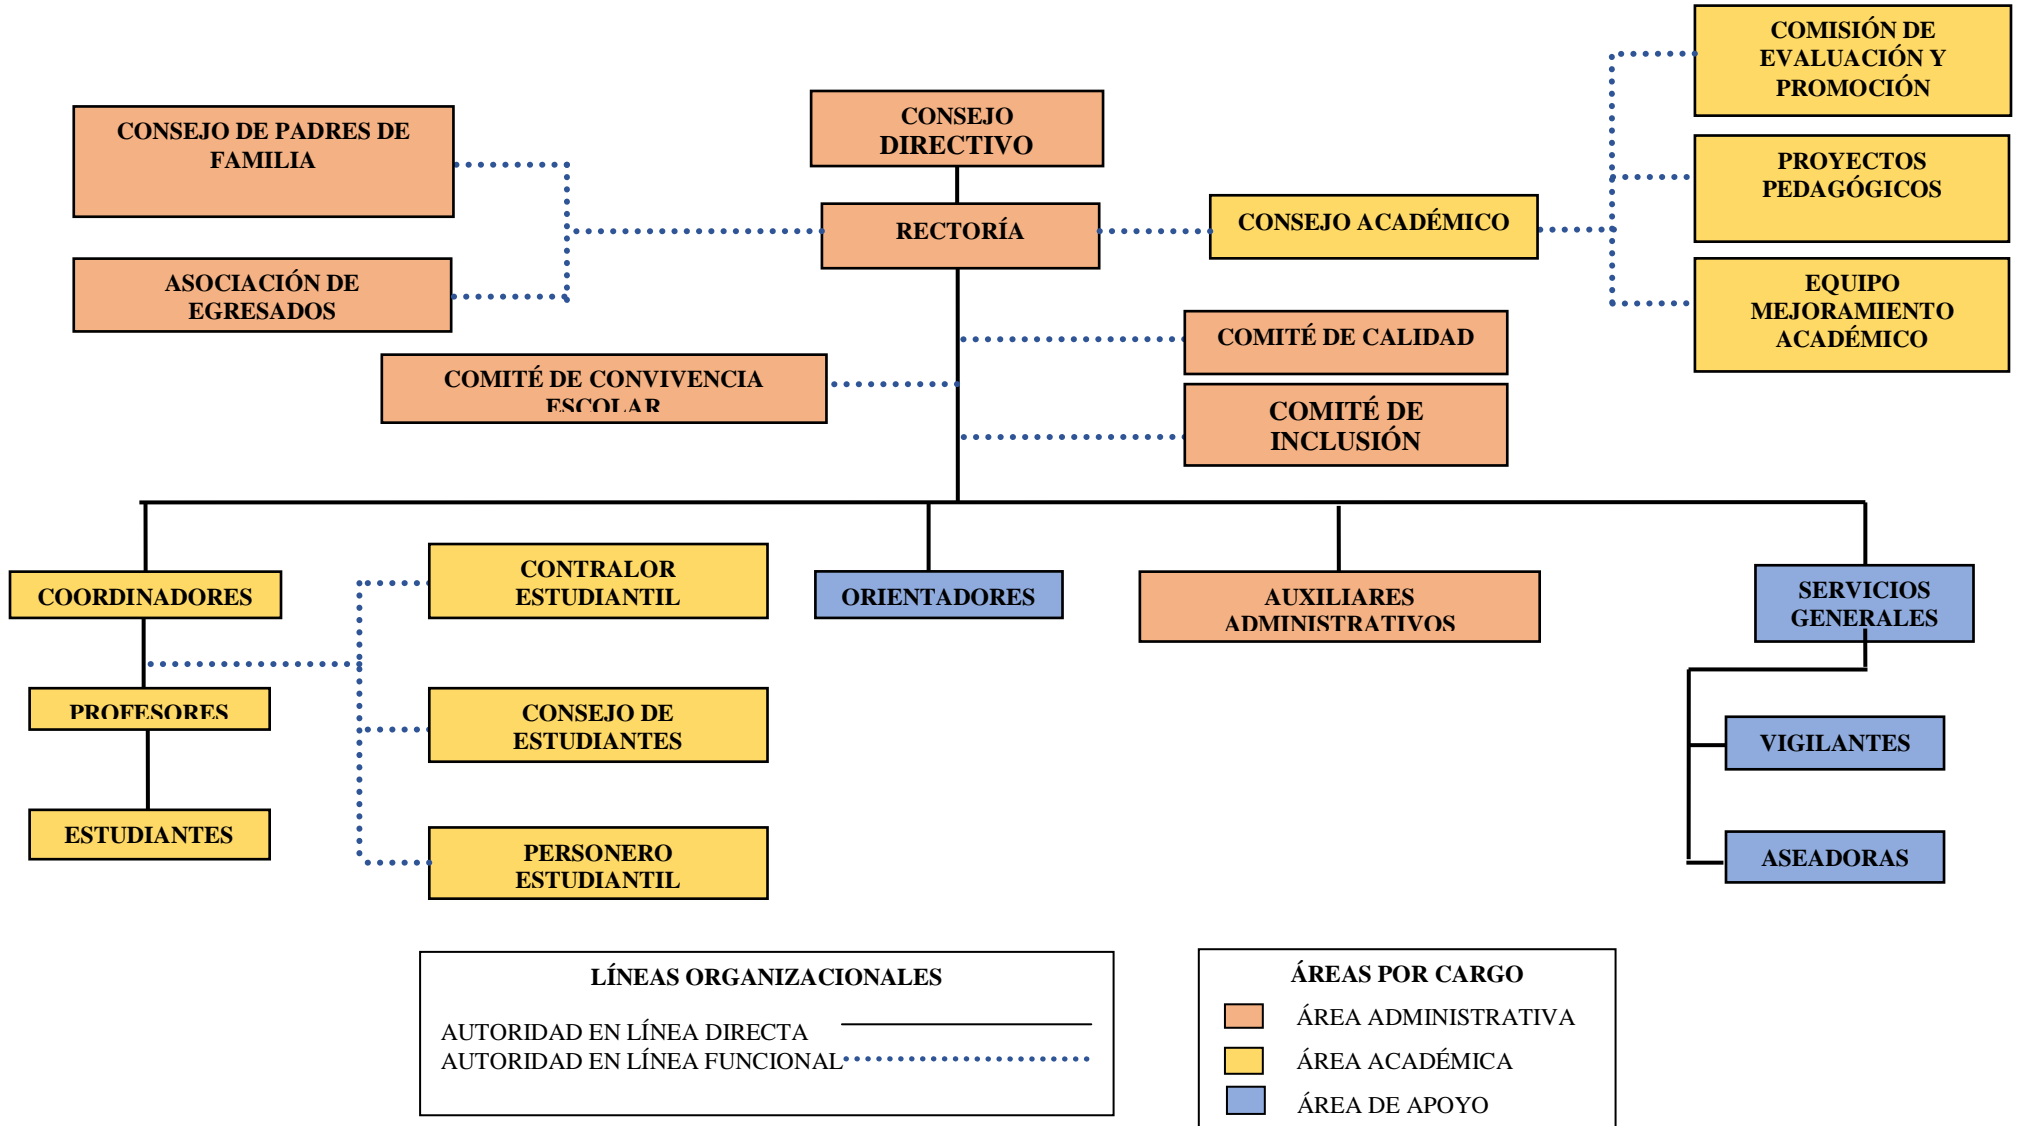 COMISIÓN DE
EVALUACIÓN Y
PROMOCIÓN
CONSEJO DE PADRES DE
FAMILIA
CONSEJO
DIRECTIVO
PROYECTOS
PEDAGÓGICOS
RECTORÍA
CONSEJO ACADÉMICO
ASOCIACIÓN DE
EGRESADOS
EQUIPO
MEJORAMIENTO
ACADÉMICO
COMITÉ DE CALIDAD
COMITÉ DE CONVIVENCIA
ESCOLAR
COMITÉ DE
INCLUSIÓN
COORDINADORES
CONTRALOR
ESTUDIANTIL
ORIENTADORES
AUXILIARES
ADMINISTRATIVOS
SERVICIOS
GENERALES
PROFESORES
CONSEJO DE
ESTUDIANTES
VIGILANTES
ESTUDIANTES
PERSONERO
ESTUDIANTIL
ASEADORAS
LÍNEAS ORGANIZACIONALES
AUTORIDAD EN LÍNEA DIRECTA
AUTORIDAD EN LÍNEA FUNCIONAL
ÁREAS POR CARGO
ÁREA ADMINISTRATIVA
ÁREA ACADÉMICA
ÁREA DE APOYO